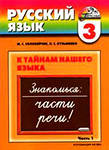 РУССКИЙ
ЯЗЫК
3
М. С. Соловейчик, Н. С. Кузьменко
К ТАЙНАМ НАШЕГО
ЯЗЫКА
Знакомься:
части
речи!
Часть 1